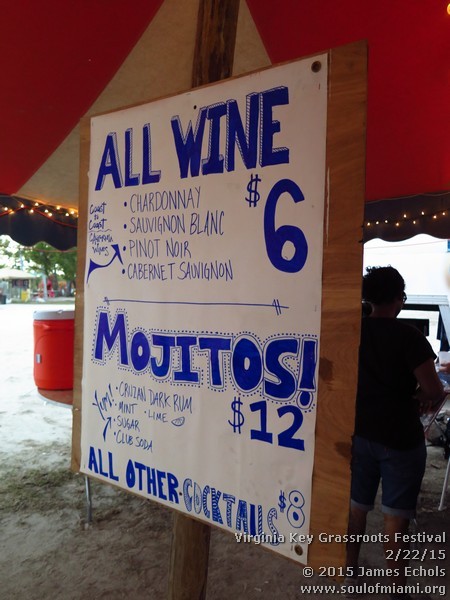 ALL WINE
$6
Coast to Coast
• CHARDONNAY
• SAUVIGNON BLANC
• PINOT NOIR
• CABERNET SAUVIGNON
MOJITOS!
$12
Yum!
• CRUZAN DARK RUM
• MINT • LIME
• SUGAR
• CLUB SODA
ALL OTHER • COCKTAILS $8
Virginia Key Grassroots Festival
2/22/15
© 2015 James Echols
www.soulofmiami.org